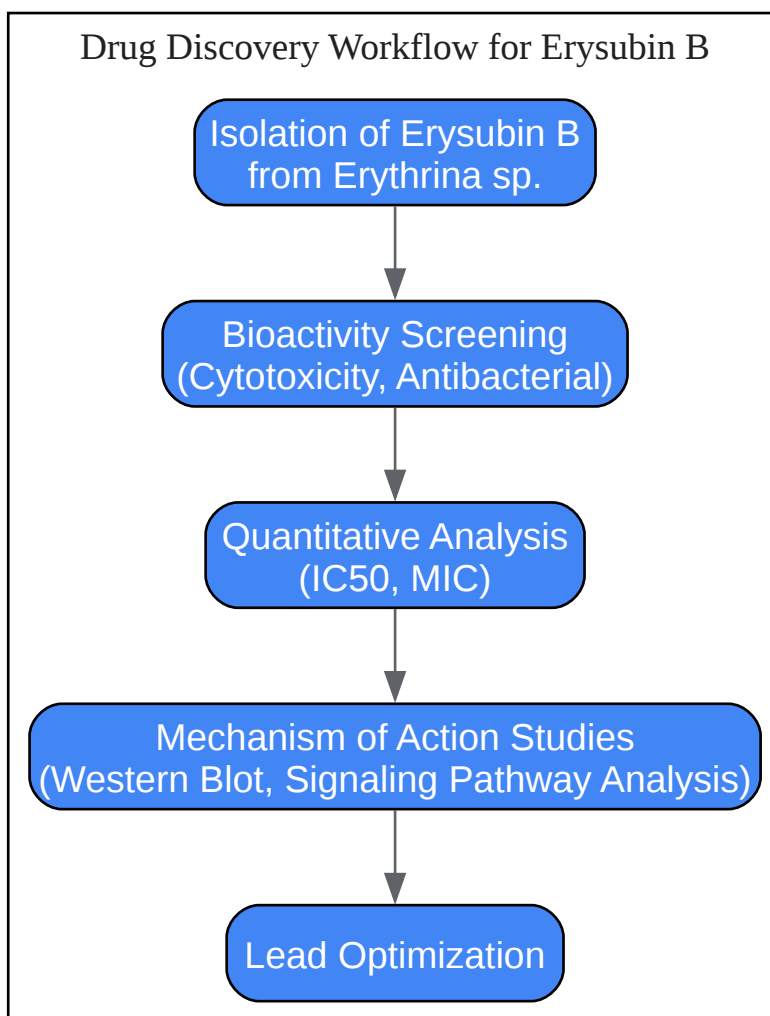 Drug Discovery Workflow for Erysubin B
Isolation of Erysubin B
from Erythrina sp.
Bioactivity Screening
(Cytotoxicity, Antibacterial)
Quantitative Analysis
(IC50, MIC)
Mechanism of Action Studies
(Western Blot, Signaling Pathway Analysis)
Lead Optimization